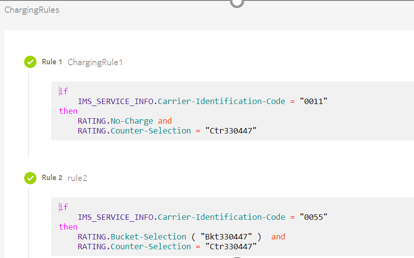 ChargingRules
Rule 1 ChargingRule1
if
IMS_SERVICE_INFO.Carrier-Identification-Code = "0011"
then
RATING.No-Charge and
RATING.Counter-Selection = "Ctr330447"
Rule 2 rule2
if
IMS_SERVICE_INFO.Carrier-Identification-Code = "0055"
then
RATING.Bucket-Selection ( "Bkt330447" ) and
RATING.Counter-Selection = "Ctr330447"